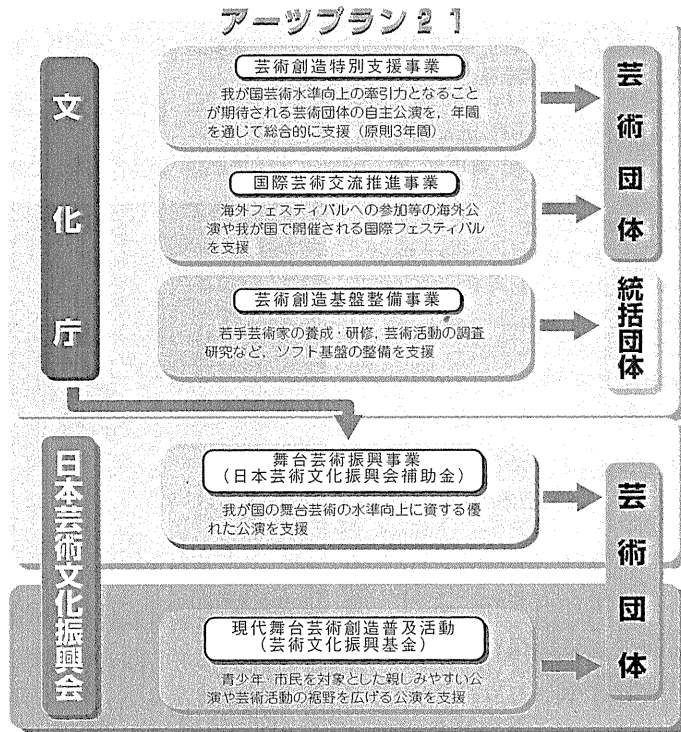 アーツプラン21
文化庁
芸術創造特別支援事業
我が国芸術水準向上の牽引力となること
が期待される芸術団体の自主公演を，年間
を通じて総合的に支援（原則3年間）
国際芸術交流推進事業
海外フェスティバルへの参加等の海外公
演や我が国で開催される国際フェスティバル
を支援
芸術団体
芸術創造基盤整備事業
若手芸術家の養成・研修，芸術活動の調査
研究など，ソフト基盤の整備を支援
統括団体
日本芸術文化振興会
舞台芸術振興事業
（日本芸術文化振興会補助金）
我が国の舞台芸術の水準向上に資する優
れた公演を支援
現代舞台芸術創造普及活動
（芸術文化振興基金）
青少年・市民を対象とした親しみやすい公
演や芸術活動の裾野を広げる公演を支援
芸術団体